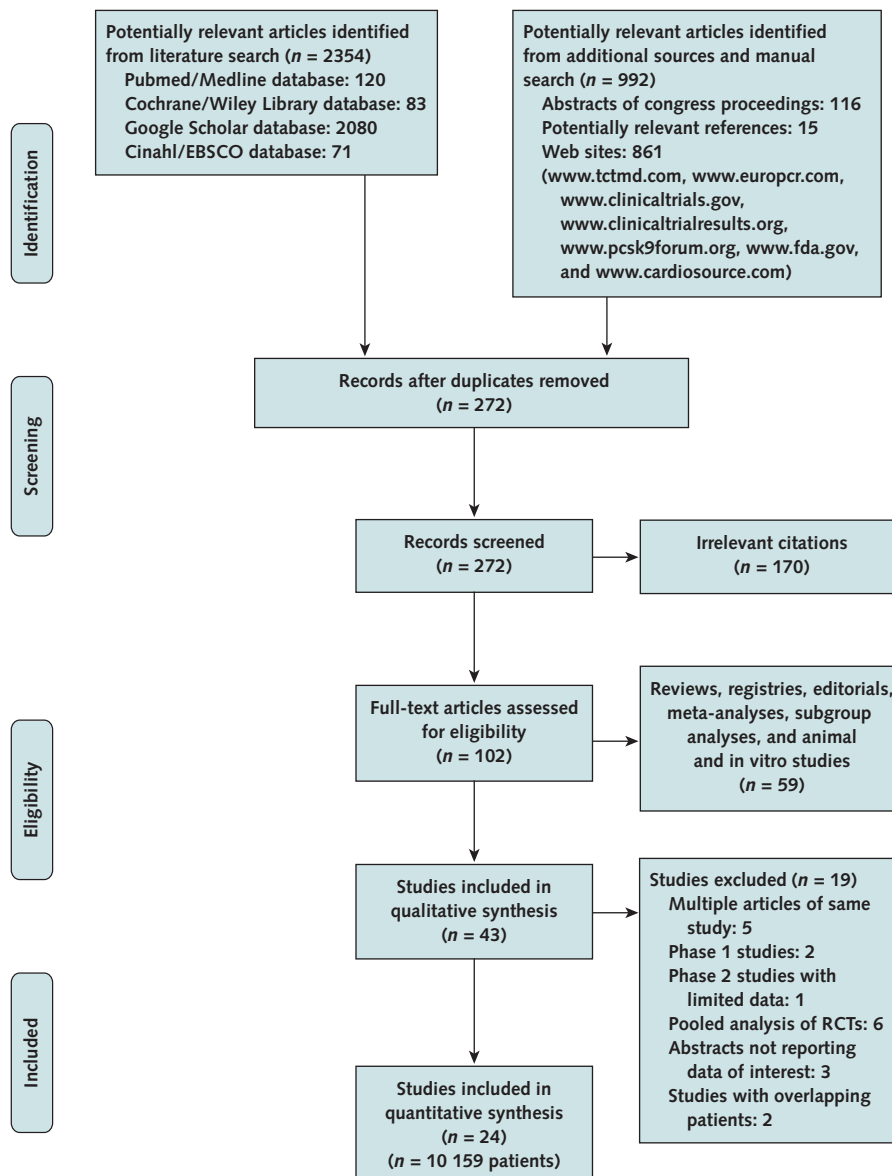 Potentially relevant articles identified
from literature search (n = 2354)
Pubmed/Medline database: 120
Cochrane/Wiley Library database: 83
Google Scholar database: 2080
Cinahl/EBSCO database: 71
Potentially relevant articles identified
from additional sources and manual
search (n = 992)
Abstracts of congress proceedings: 116
Potentially relevant references: 15
Web sites: 861
(www.tctmd.com, www.europcr.com,
www.clinicaltrials.gov,
www.clinicaltrialresults.org,
www.pcsk9forum.org, www.fda.gov,
and www.cardiosource.com)
Identification
Records after duplicates removed
(n = 272)
Screening
Records screened
(n = 272)
Irrelevant citations
(n = 170)
Full-text articles assessed
for eligibility
(n = 102)
Reviews, registries, editorials,
meta-analyses, subgroup
analyses, and animal
and in vitro studies
(n = 59)
Eligibility
Studies included in
qualitative synthesis
(n = 43)
Studies excluded (n = 19)
Multiple articles of same
study: 5
Phase 1 studies: 2
Phase 2 studies with
limited data: 1
Pooled analysis of RCTs: 6
Abstracts not reporting
data of interest: 3
Studies with overlapping
patients: 2
Included
Studies included in
quantitative synthesis
(n = 24)
(n = 10 159 patients)